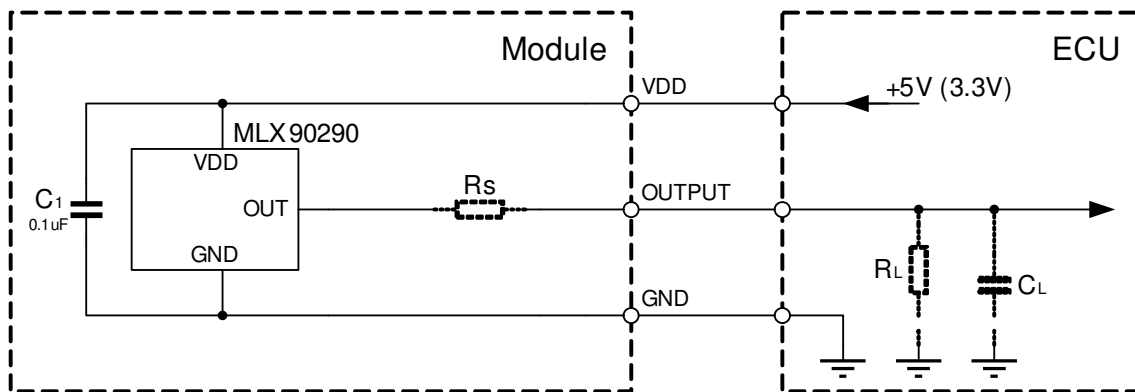 Module
ECU
VDD
+5V (3.3V)
MLX90290
VDD
C1
0.1uF
OUT
Rs
OUTPUT
GND
RL
CL
GND